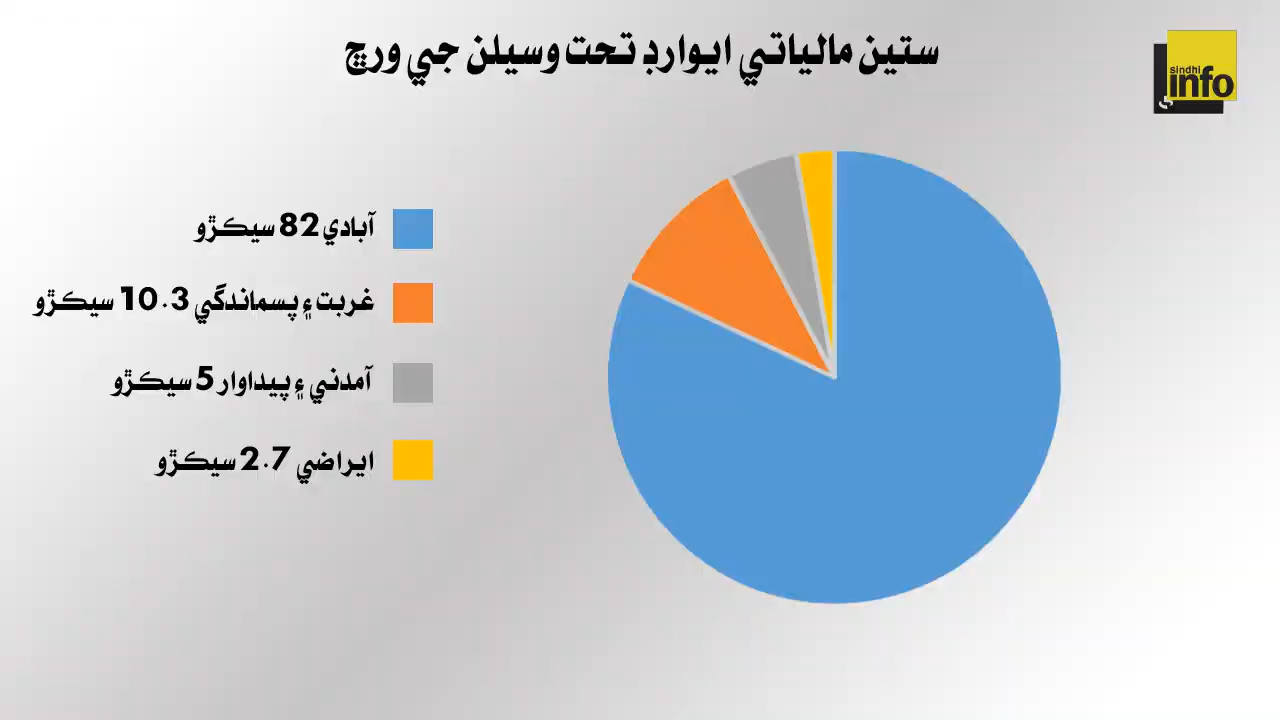 ستين مالياتي ايوارڊ تحت وسيلن جي ورڇ
sindhi
info
آبادي 82 سيڪڙو
غربت ۽ پسماندگي 10.3 سيڪڙو
آمدني ۽ پيداوار 5 سيڪڙو
ايراضي 2.7 سيڪڙو